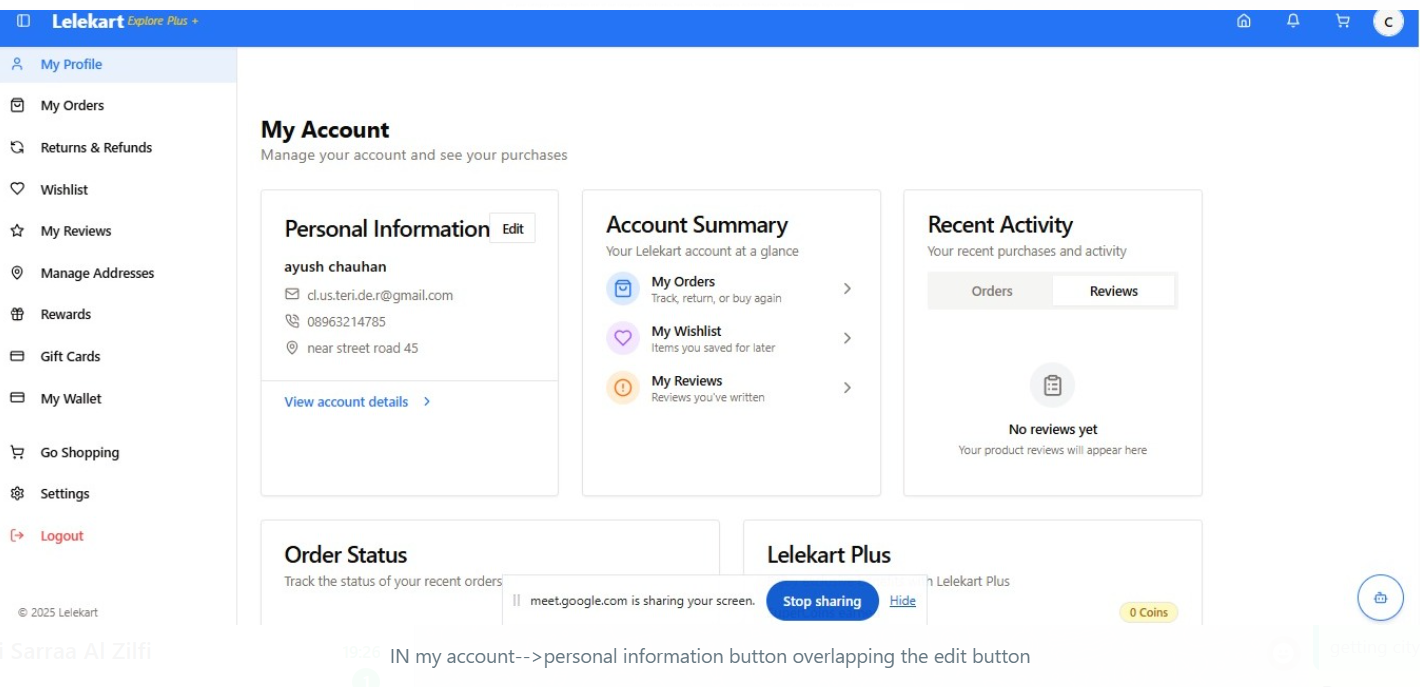 Lelekart Explore Plus +
C
My Profile
My Orders
Returns & Refunds
Wishlist
My Reviews
Manage Addresses
Rewards
Gift Cards
My Wallet
Go Shopping
Settings
Logout
© 2025 Lelekart
My Account
Manage your account and see your purchases
Personal Information Edit
ayush chauhan
cl.us.teri.de.r@gmail.com
08963214785
near street road 45
View account details
Account Summary
Your Lelekart account at a glance
My Orders
Track, return, or buy again
My Wishlist
Items you saved for later
My Reviews
Reviews you've written
Recent Activity
Your recent purchases and activity
Orders Reviews
No reviews yet
Your product reviews will appear here
Order Status
Track the status of your recent orders
Lelekart Plus
Lelekart Plus
0 Coins
meet.google.com is sharing your screen. Stop sharing Hide
i Sarraa Al Zilfi
IN my account-->personal information button overlapping the edit button